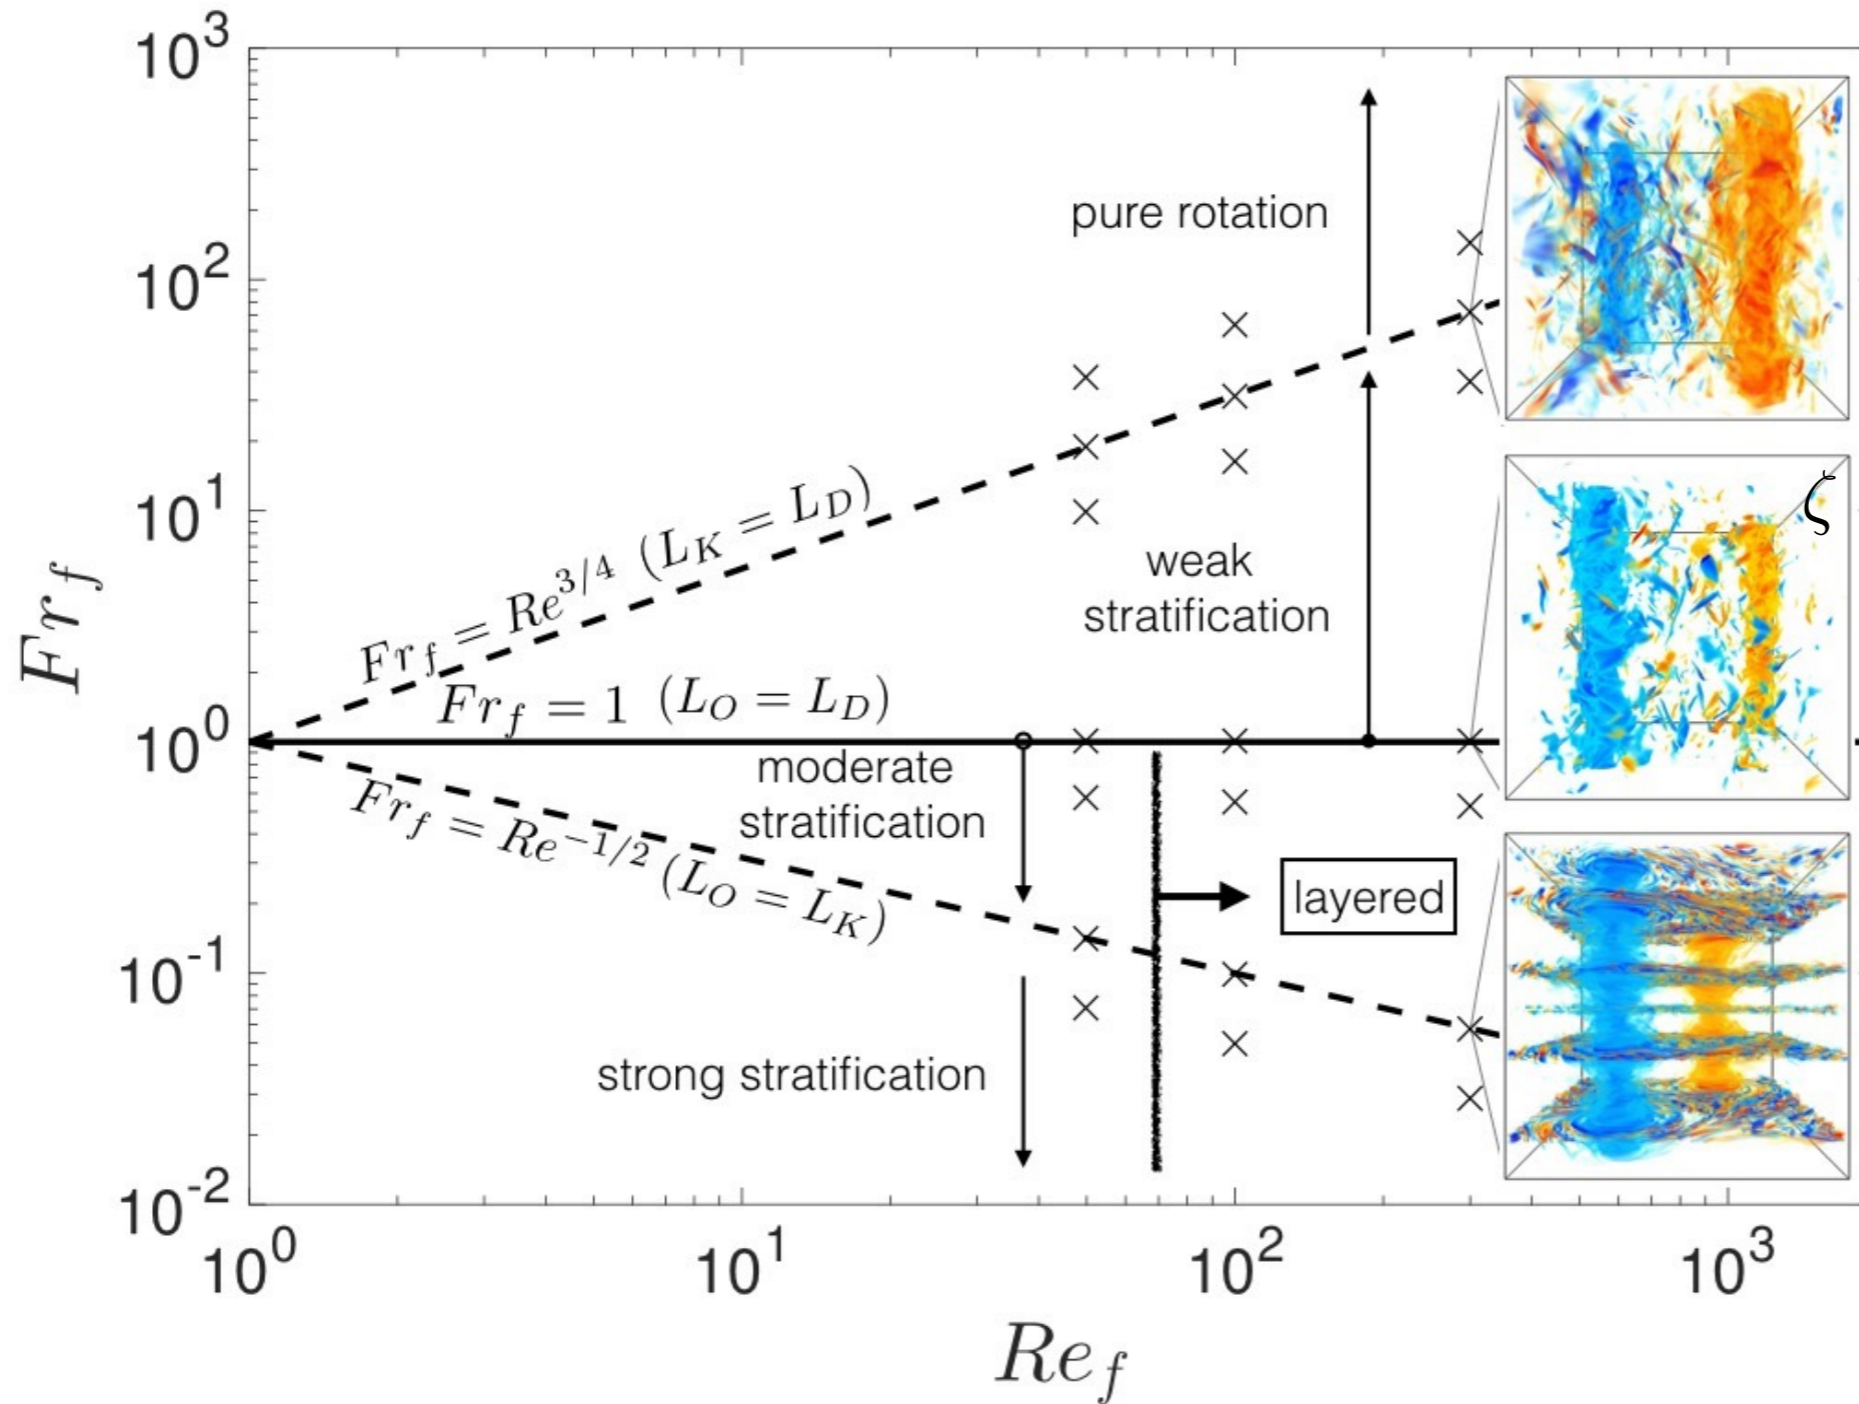 10^3
10^2
10^1
10^0
10^-1
10^-2
Fr_f
pure rotation
Fr_f = Re^3/4 (L_K = L_D)
weak
stratification
Fr_f = 1 (L_O = L_D)
moderate
stratification
Fr_f = Re^-1/2 (L_O = L_K)
layered
strong stratification
ζ
10^0
10^1
10^2
10^3
Re_f